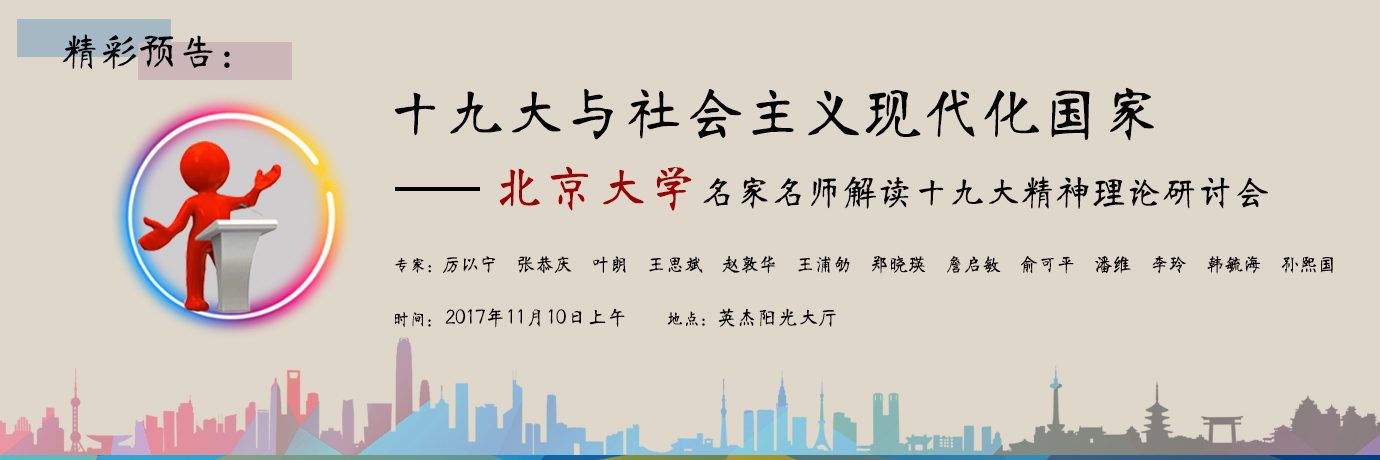 精彩预告：
十九大与社会主义现代化国家
——北京大学名家名师解读十九大精神理论研讨会
专家：厉以宁 张恭庆 叶朗 王思斌 赵敦华 王浦劬 郑晓瑛 詹启敏 俞可平 潘维 李玲 韩毓海 孙熙国
时间：2017年11月10日上午 地点：英杰阳光大厅